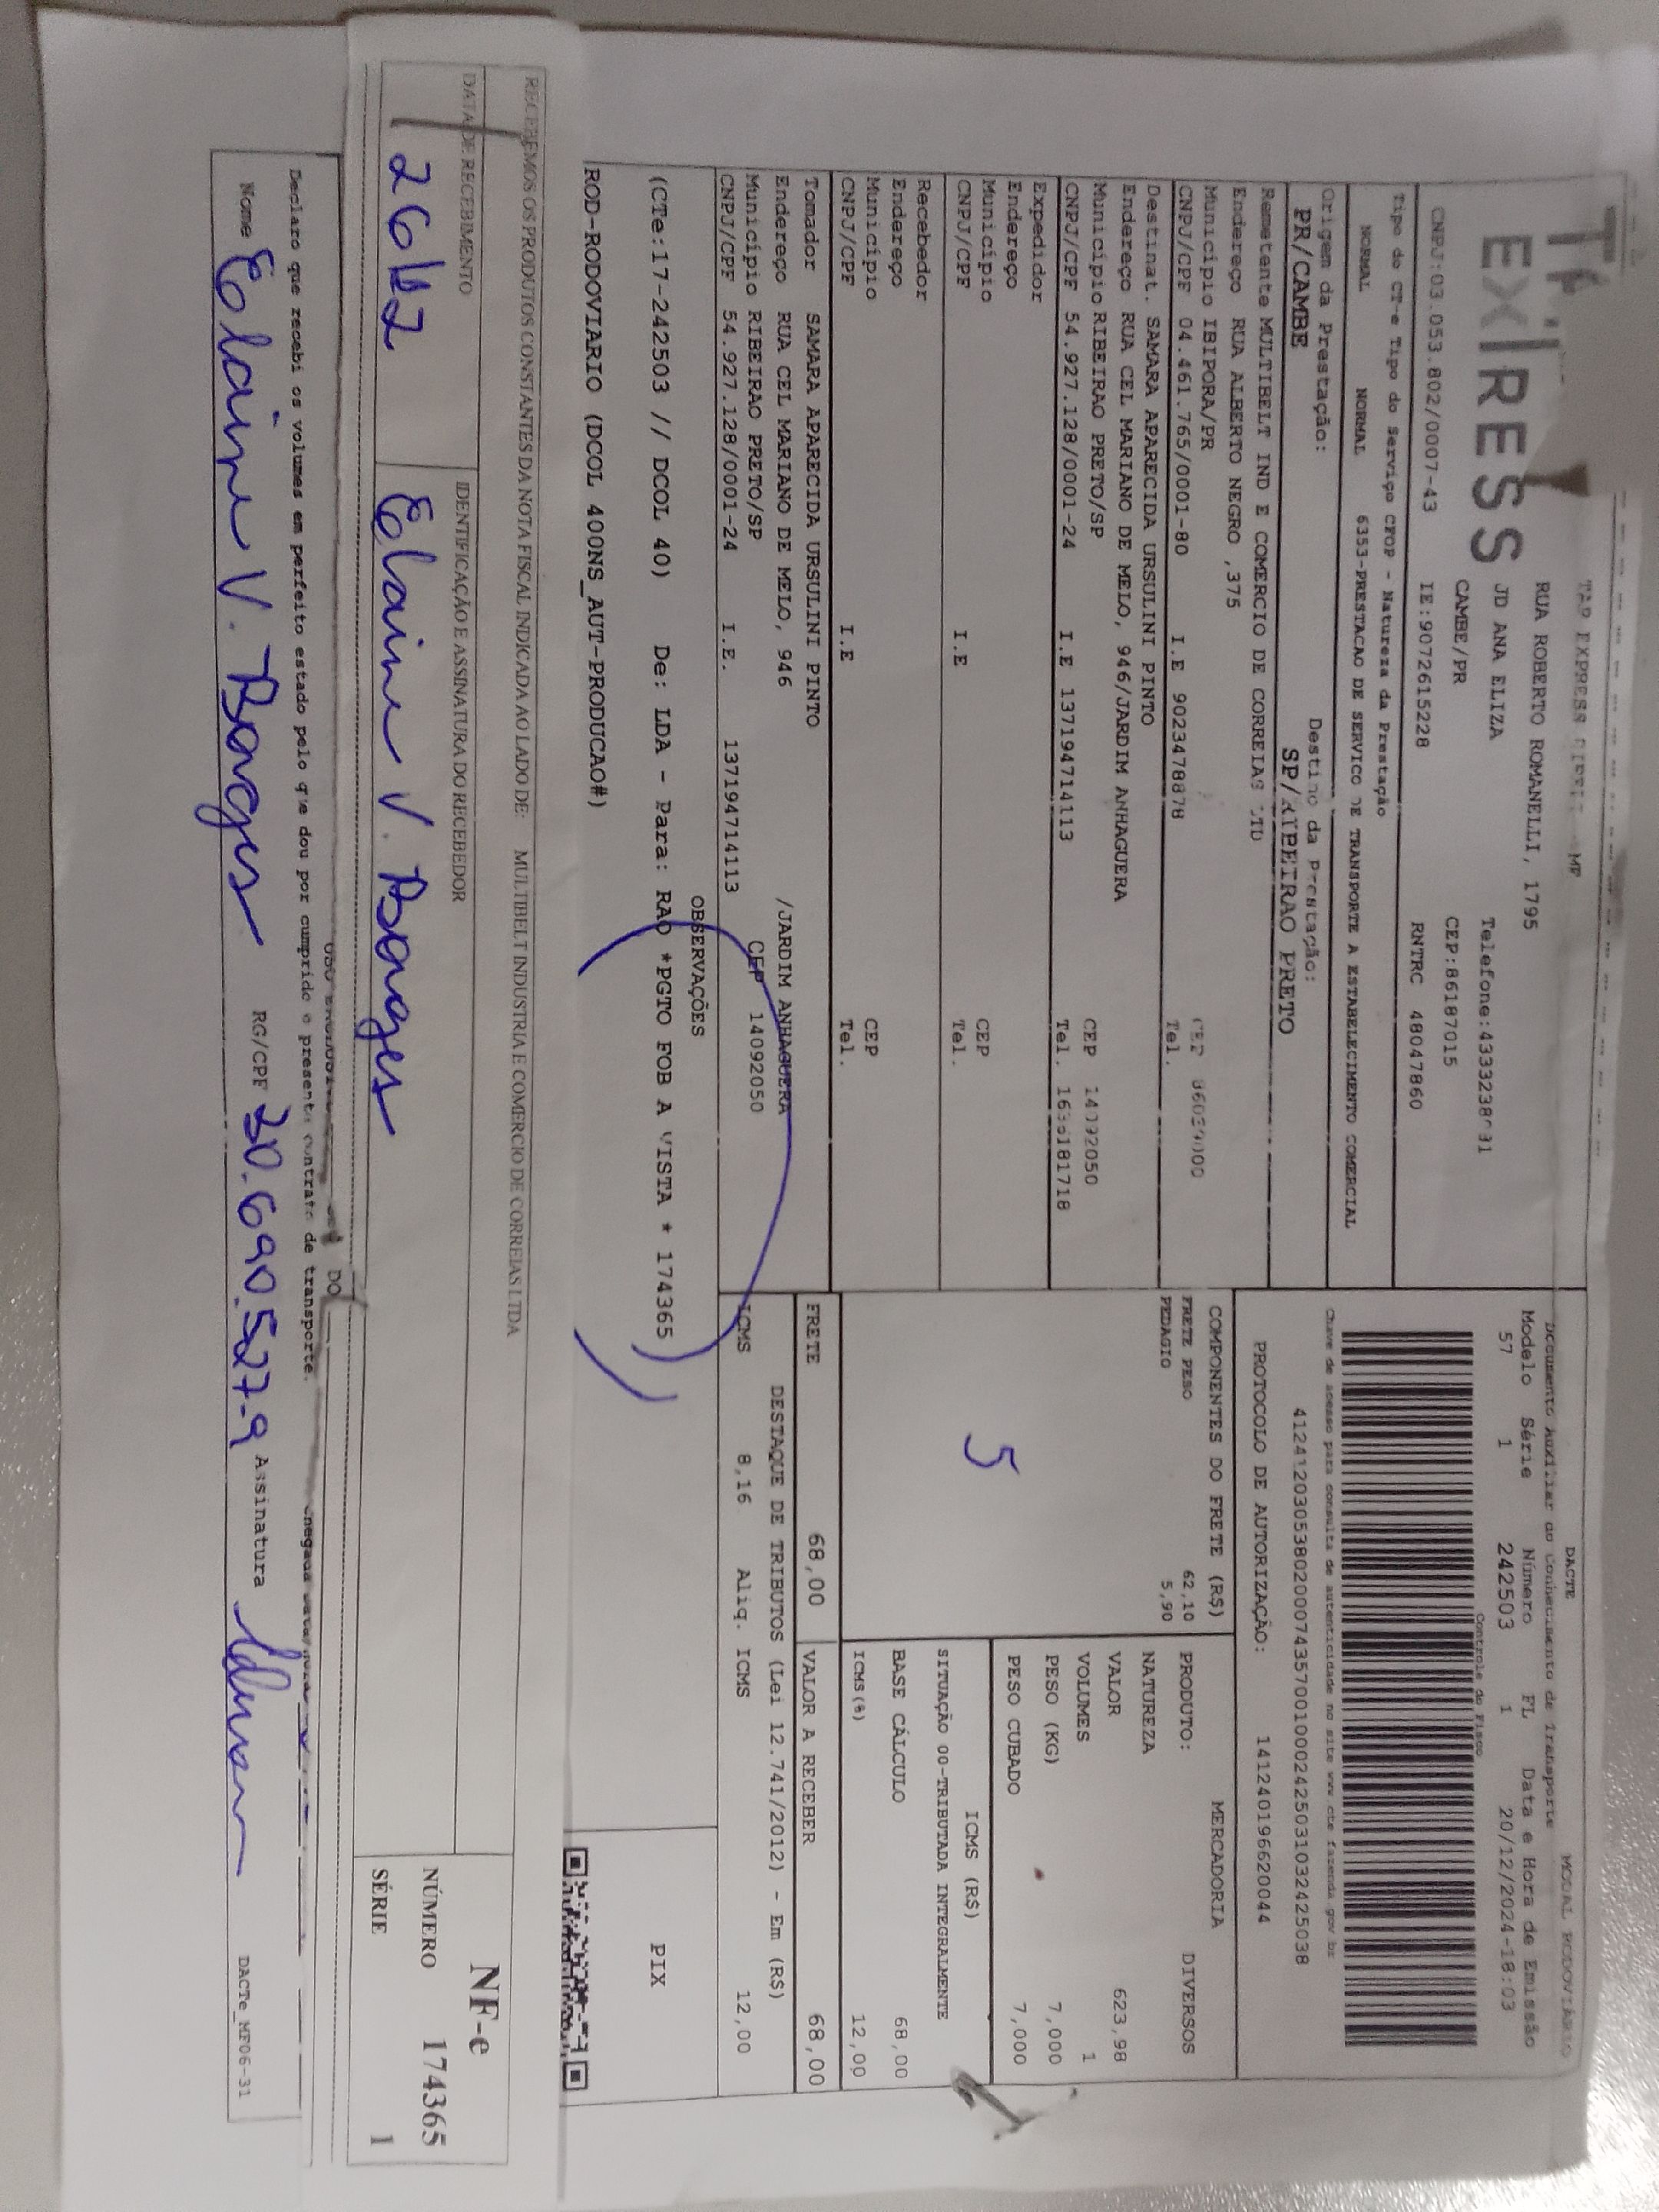 EXPRESS
RUA ROBERTO ROMANELLI, 1795
JD ANA ELIZA
CAMBE/PR
CEP:86187015
CNPJ:03.053.802/0007-43 IE:9072615228 RNTRC 48047860
DACTE MODAL RODOVIÁRIO
Documento Auxiliar do Conhecimento de Transporte
Modelo Série Número FL Data e Hora de Emissão
57 1 242503 1 20/12/2024-18:03
Controle do Fisco
Chave de acesso para consulta de autenticidade no site www.cte.fazenda.gov.br
41241203053802000743570010002425031032425038
PROTOCOLO DE AUTORIZAÇÃO: 141240196620044
Tipo do CT-e Tipo do Serviço CFOP - Natureza da Prestação
NORMAL NORMAL 6353-PRESTACAO DE SERVICO DE TRANSPORTE A ESTABELECIMENTO COMERCIAL
Origem da Prestação: Destino da Prestação:
PR/CAMBE SP/RIBEIRAO PRETO
Remetente MULTIBELT IND E COMERCIO DE CORREIAS
Endereço RUA ALBERTO NEGRO ,375
Município IBIPORA/PR CEP
CNPJ/CPF 04.461.765/0001-80 I.E 9023478878 Tel.
Destinat. SAMARA APARECIDA URSULINI PINTO
Endereço RUA CEL MARIANO DE MELO, 946/JARDIM ANHAGUERA
Município RIBEIRAO PRETO/SP CEP 14092050
CNPJ/CPF 54.927.128/0001-24 I.E 13719471411​3 Tel.
Expedidor
Endereço
Município CEP
CNPJ/CPF I.E Tel.
Recebedor
Endereço
Município CEP
CNPJ/CPF I.E Tel.
Tomador SAMARA APARECIDA URSULINI PINTO
Endereço RUA CEL MARIANO DE MELO, 946 /JARDIM ANHAGUERA
Município RIBEIRAO PRETO/SP CEP 14092050
CNPJ/CPF 54.927.128/0001-24 I.E. 137194714113
COMPONENTES DO FRETE (R$)
FRETE PESO 62,10
PEDAGIO 5,90
5
MERCADORIA
PRODUTO: DIVERSOS
NATUREZA
VALOR 623,98
VOLUMES 1
PESO (KG) 7,000
PESO CUBADO 7,000
ICMS (R$)
SITUAÇÃO 00-TRIBUTADA INTEGRALMENTE
BASE CÁLCULO 68,00
ICMS(%) 12,00
FRETE 68,00 VALOR A RECEBER 68,00
DESTAQUE DE TRIBUTOS (Lei 12.741/2012) - Em (R$)
ICMS 8,16 Aliq. ICMS 12,00
OBSERVAÇÕES
(CTe:17-242503 // DCOL 40) De: LDA - Para: RAO *PGTO FOB A VISTA * 174365)
ROD-RODOVIARIO (DCOL 400NS_AUT-PRODUCAO#)
PIX
RECEBEMOS OS PRODUTOS CONSTANTES DA NOTA FISCAL INDICADA AO LADO DE: MULTIBELT INDUSTRIA E COMERCIO DE CORREIAS LTDA
DATA DE RECEBIMENTO IDENTIFICAÇÃO E ASSINATURA DO RECEBEDOR
26/12 Elaine V. Borges
NF-e
NÚMERO 174365
SÉRIE 1
Declaro que recebi os volumes em perfeito estado pelo que dou por cumprido o presente contrato de transporte.
Nome Elaine V. Borges RG/CPF 30.690.527-9 Assinatura
DACTe_MF06-31